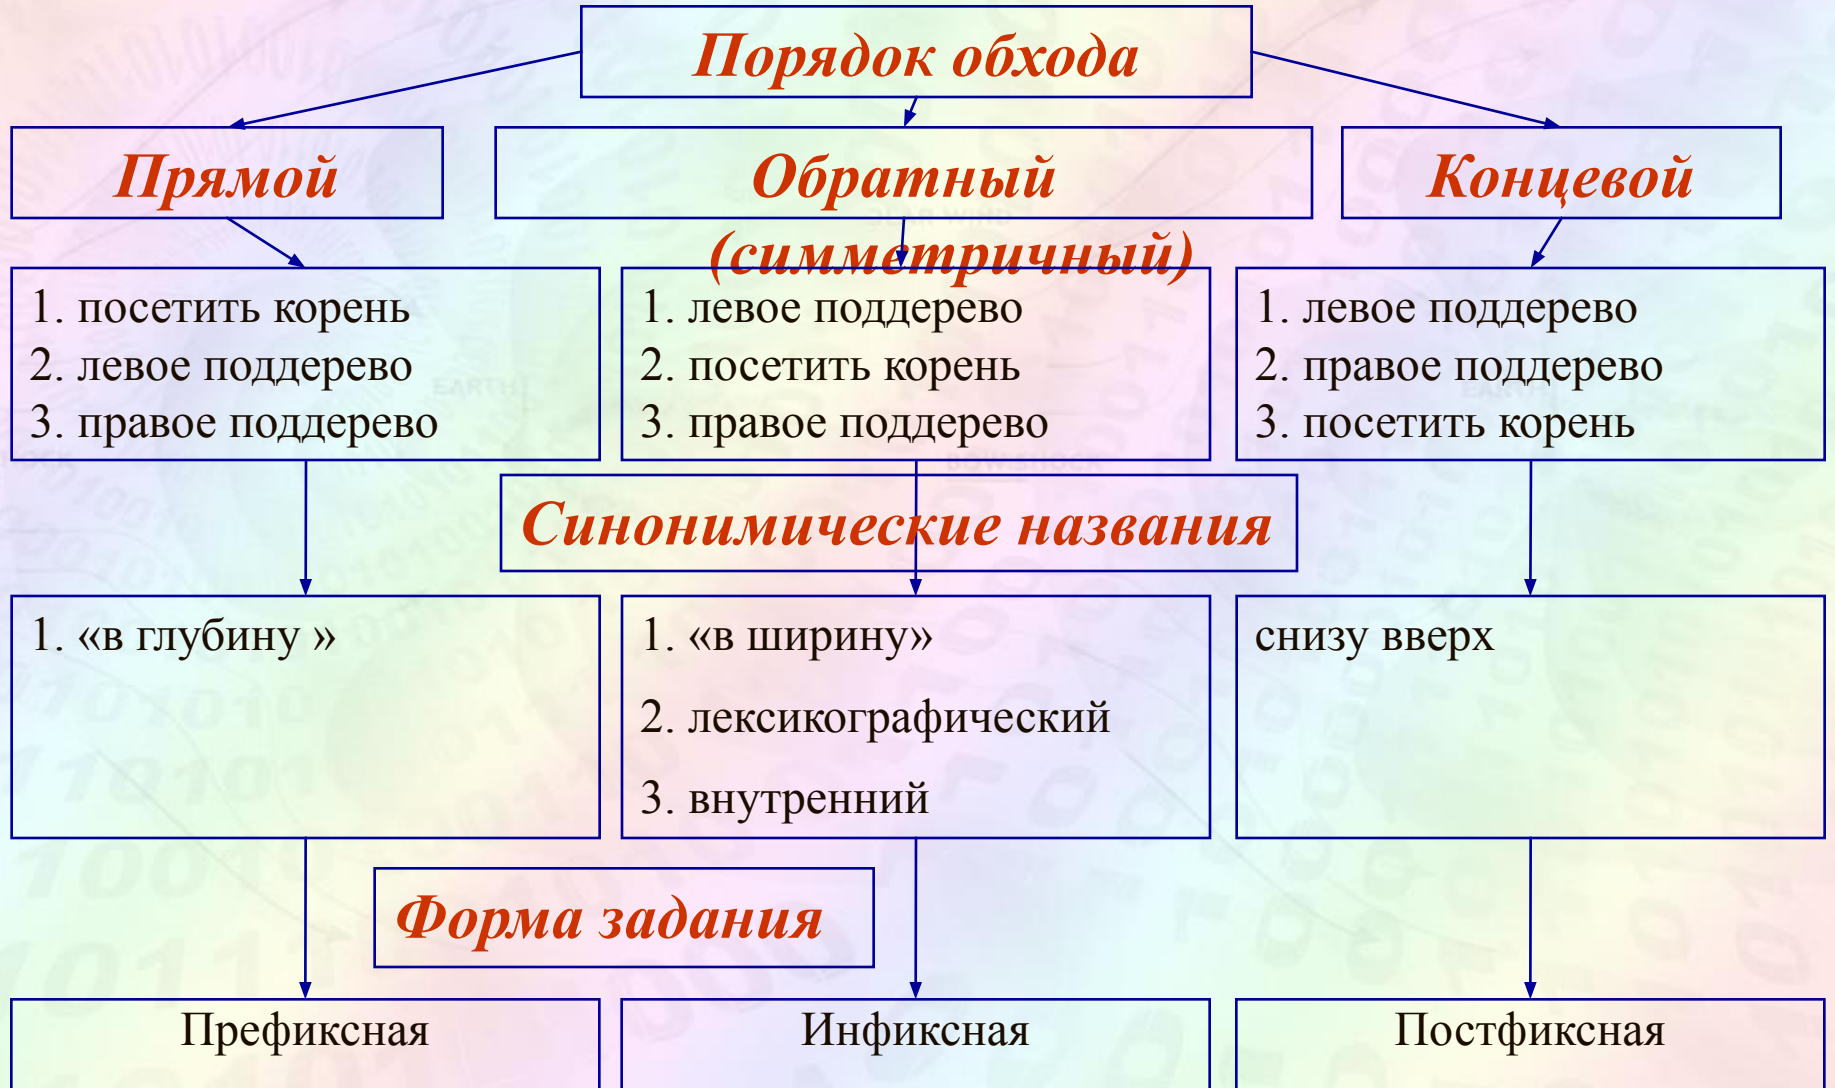 Порядок обхода
Прямой
Обратный
(симметричный)
Концевой
1. посетить корень
2. левое поддерево
3. правое поддерево
1. левое поддерево
2. посетить корень
3. правое поддерево
1. левое поддерево
2. правое поддерево
3. посетить корень
Синонимические названия
1. «в глубину »
1. «в ширину»
2. лексикографический
3. внутренний
снизу вверх
Форма задания
Префиксная
Инфиксная
Постфиксная